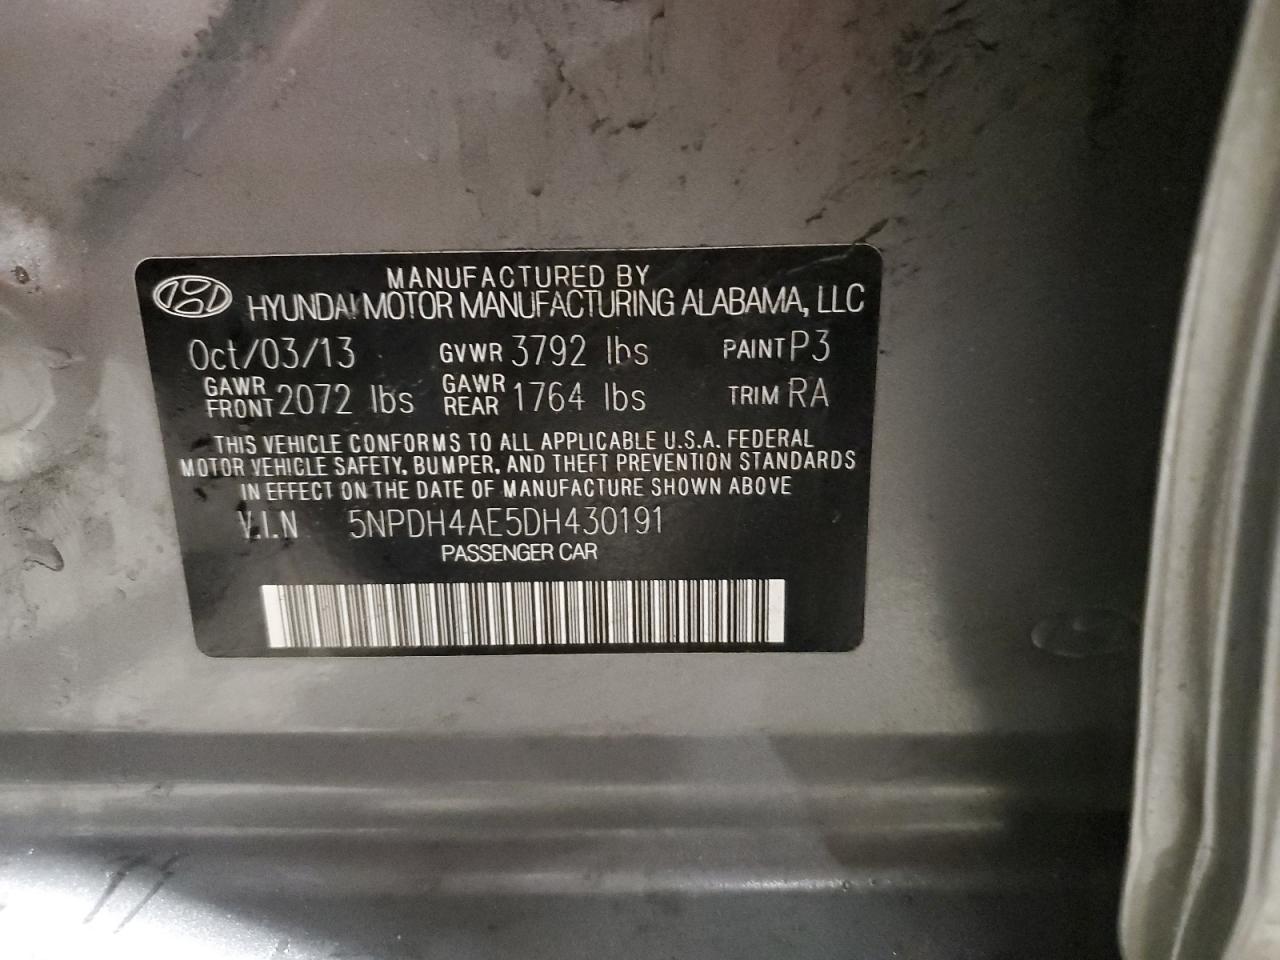 MANUFACTURED BY
HYUNDAI MOTOR MANUFACTURING ALABAMA, LLC
Oct/03/13 GVWR 3792 lbs PAINT P3
GAWR FRONT 2072 lbs GAWR REAR 1764 lbs TRIM RA
THIS VEHICLE CONFORMS TO ALL APPLICABLE U.S.A. FEDERAL
MOTOR VEHICLE SAFETY, BUMPER, AND THEFT PREVENTION STANDARDS
IN EFFECT ON THE DATE OF MANUFACTURE SHOWN ABOVE
V.I.N 5NPDH4AE5DH430191
PASSENGER CAR